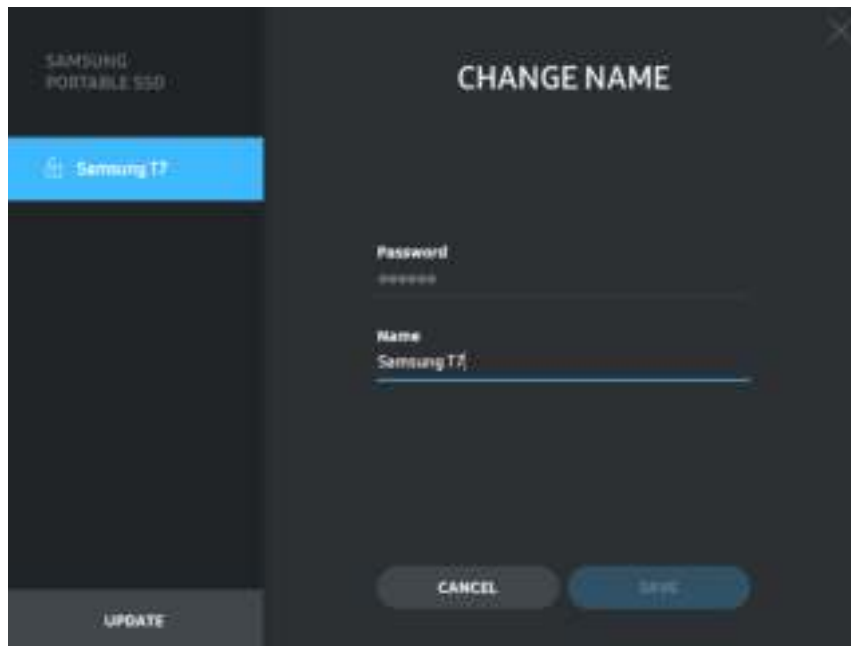 SAMSUNG
PORTABLE SSD
Samsung T7
UPDATE
CHANGE NAME
Password
******
Name
Samsung T7
CANCEL
SAVE